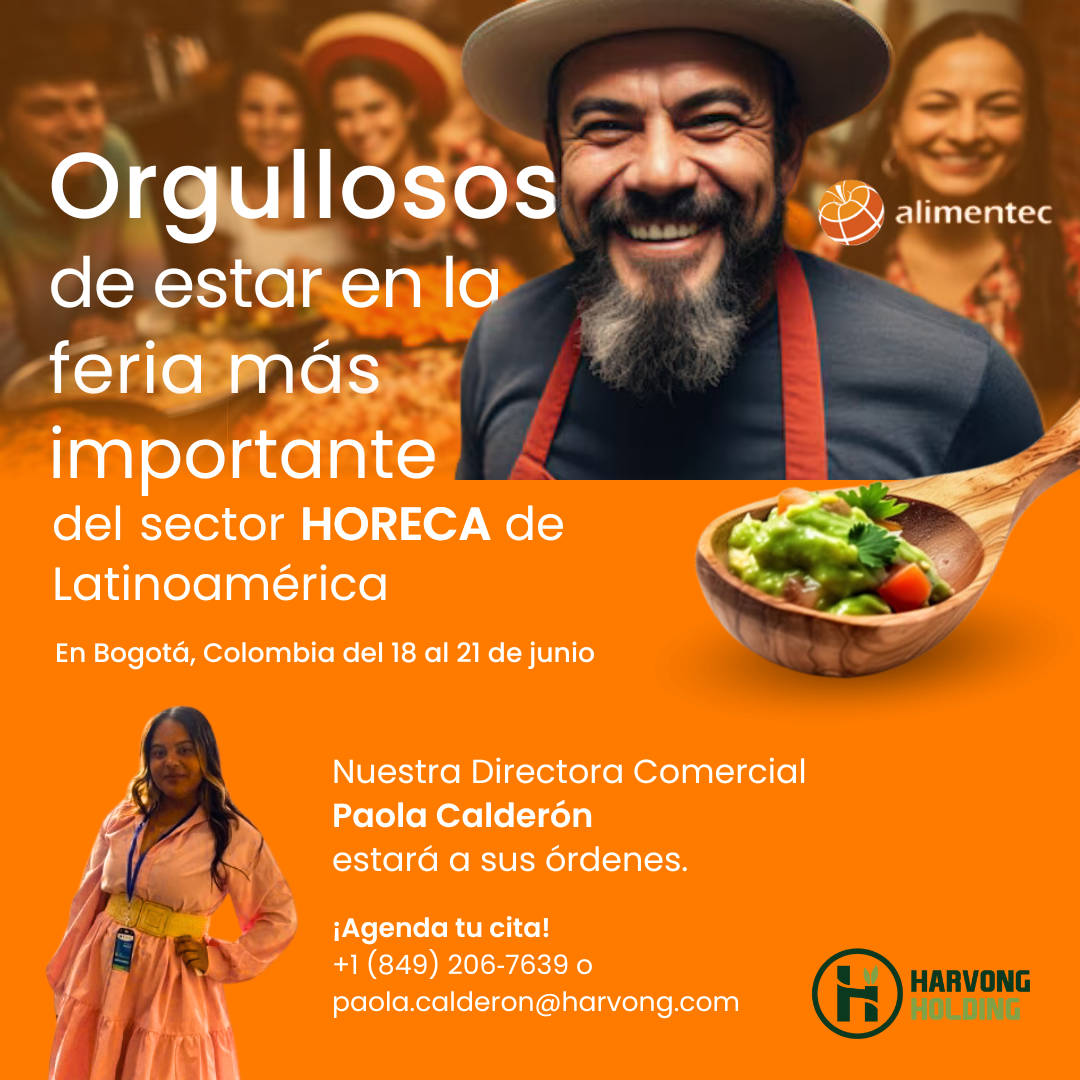 Orgullosos
de estar en la
feria más
importante
del sector HORECA de
Latinoamérica
En Bogotá, Colombia del 18 al 21 de junio
alimentec
Nuestra Directora Comercial
Paola Calderón
estará a sus órdenes.
¡Agenda tu cita!
+1 (849) 206-7639 o
paola.calderon@harvong.com
HARVONG
HOLDING